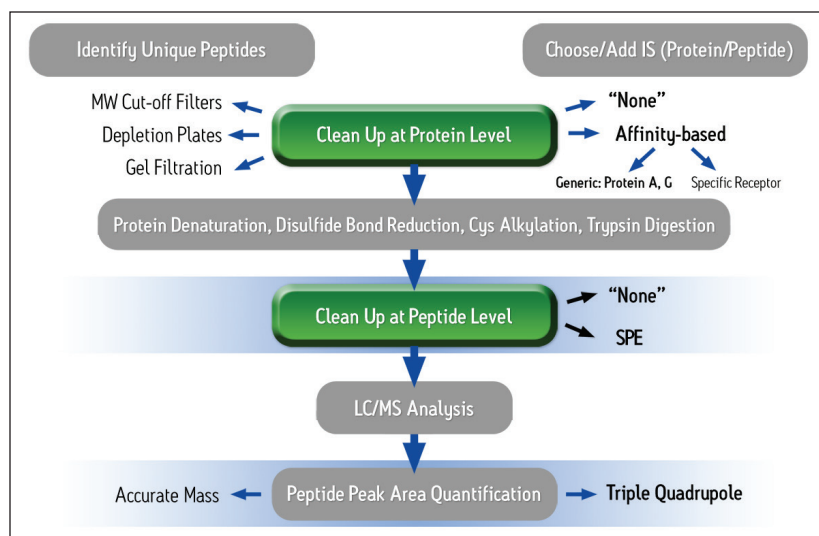 Identify Unique Peptides
Choose/Add IS (Protein/Peptide)
MW Cut-off Filters
Depletion Plates
Gel Filtration
Clean Up at Protein Level
“None”
Affinity-based
Generic: Protein A, G
Specific Receptor
Protein Denaturation, Disulfide Bond Reduction, Cys Alkylation, Trypsin Digestion
Clean Up at Peptide Level
“None”
SPE
LC/MS Analysis
Accurate Mass
Peptide Peak Area Quantification
Triple Quadrupole